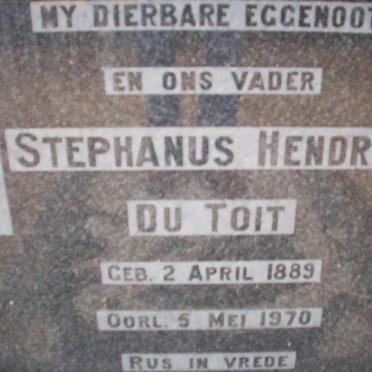 MY DIERBARE EGGENOOT
EN ONS VADER
STEPHANUS HENDR
DU TOIT
GEB. 2 APRIL 1889
OORL. 5 MEI 1970
RUS IN VREDE